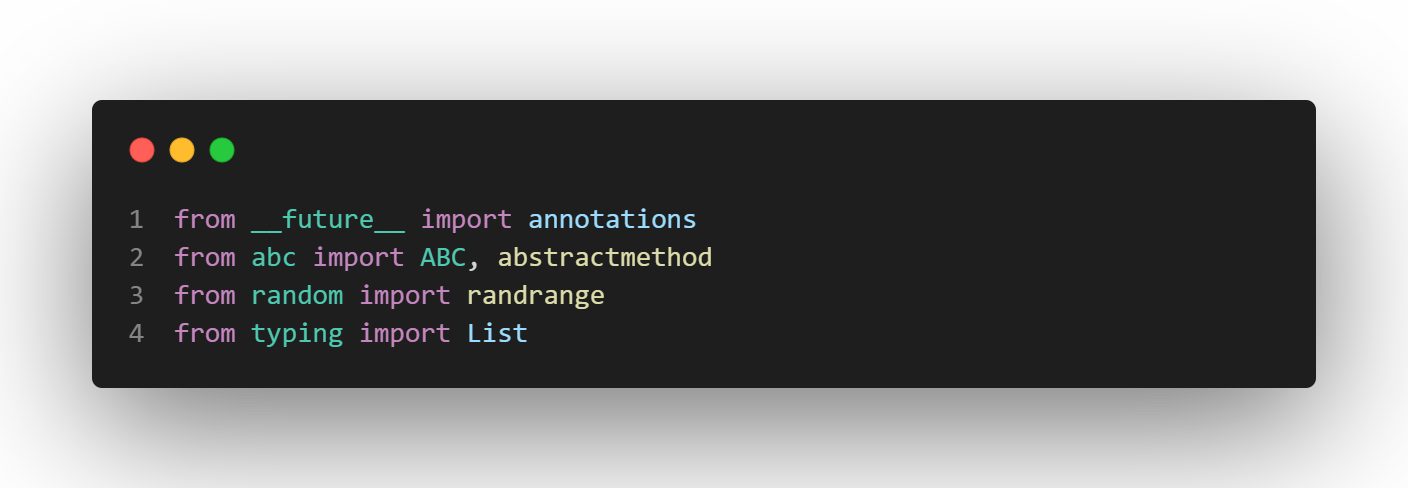 1 from __future__ import annotations
2 from abc import ABC, abstractmethod
3 from random import randrange
4 from typing import List